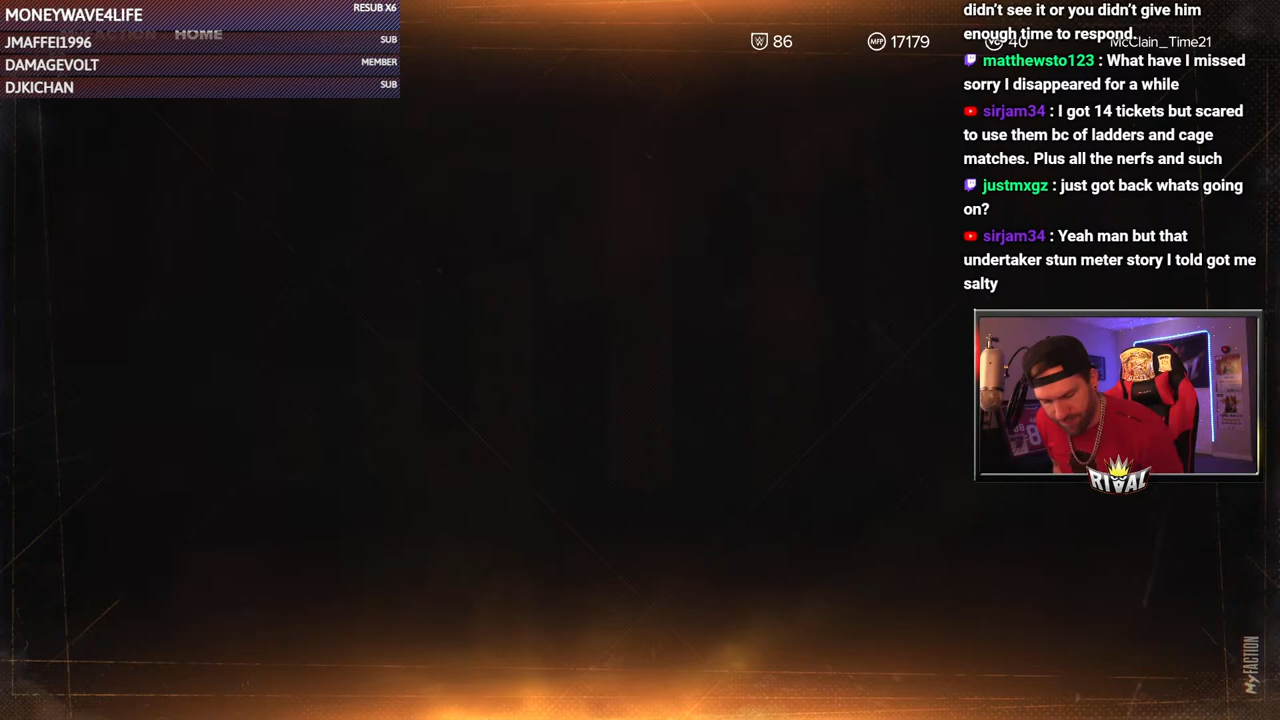 MONEYWAVE4LIFE RESUB X6
JMAFFEI1996 SUB
DAMAGEVOLT MEMBER
DJKICHAN SUB
HOME
86 MFP 17179 VC 40 McClain_Time21
didn't see it or you didn't give him
enough time to respond.
matthewsto123 : What have I missed
sorry I disappeared for a while
sirjam34 : I got 14 tickets but scared
to use them bc of ladders and cage
matches. Plus all the nerfs and such
justmxgz : just got back whats going
on?
sirjam34 : Yeah man but that
undertaker stun meter story I told got me
salty
RIVAL
MyFACTION